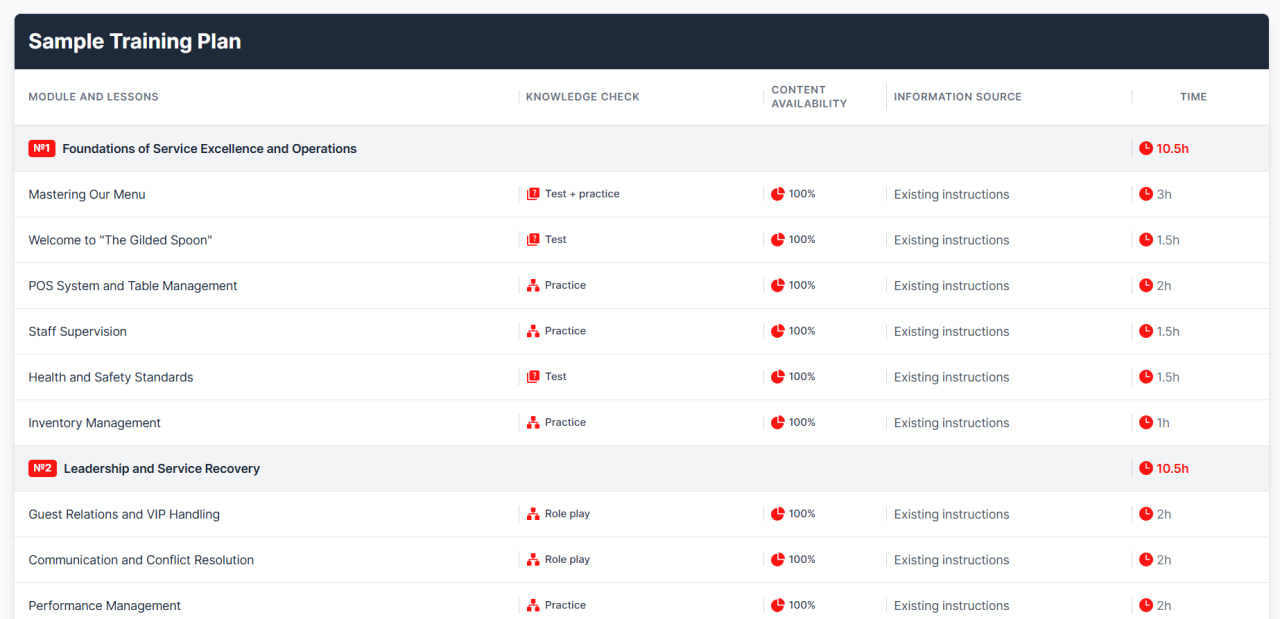 Sample Training Plan
MODULE AND LESSONS KNOWLEDGE CHECK CONTENT AVAILABILITY INFORMATION SOURCE TIME
№1 Foundations of Service Excellence and Operations 10.5h
Mastering Our Menu Test + practice 100% Existing instructions 3h
Welcome to "The Gilded Spoon" Test 100% Existing instructions 1.5h
POS System and Table Management Practice 100% Existing instructions 2h
Staff Supervision Practice 100% Existing instructions 1.5h
Health and Safety Standards Test 100% Existing instructions 1.5h
Inventory Management Practice 100% Existing instructions 1h
№2 Leadership and Service Recovery 10.5h
Guest Relations and VIP Handling Role play 100% Existing instructions 2h
Communication and Conflict Resolution Role play 100% Existing instructions 2h
Performance Management Practice 100% Existing instructions 2h